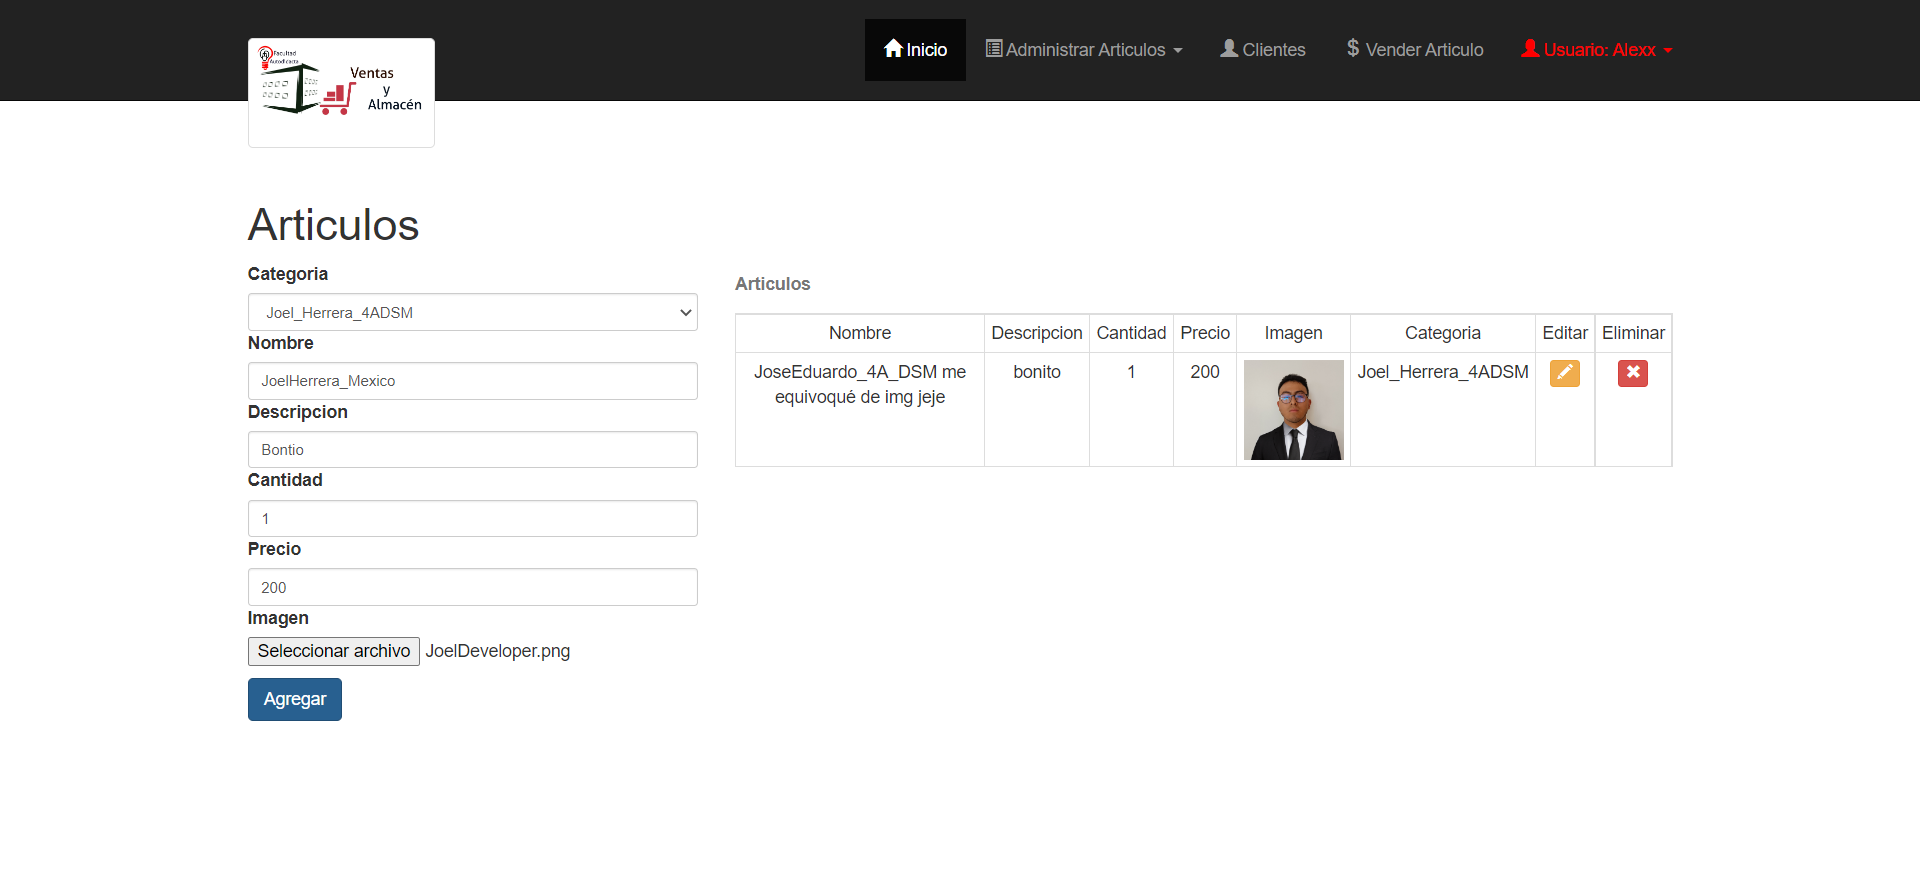 Facultad
Autodidacta
Ventas
y
Almacén
Inicio
Administrar Articulos
Clientes
$ Vender Articulo
Usuario: Alexx
Articulos
Categoria
Joel_Herrera_4ADSM
Nombre
JoelHerrera_Mexico
Descripcion
Bontio
Cantidad
1
Precio
200
Imagen
Seleccionar archivo JoelDeveloper.png
Agregar
Articulos
Nombre Descripcion Cantidad Precio Imagen Categoria Editar Eliminar
JoseEduardo_4A_DSM me bonito 1 200 Joel_Herrera_4ADSM
equivoqué de img jeje